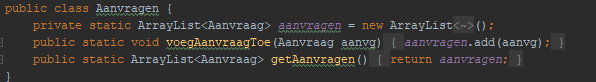 public class Aanvragen {
private static ArrayList<Aanvraag> aanvragen = new ArrayList<~>();
public static void voegAanvraagToe(Aanvraag aanvg) { aanvragen.add(aanvg); }
public static ArrayList<Aanvraag> getAanvragen() { return aanvragen; }
}